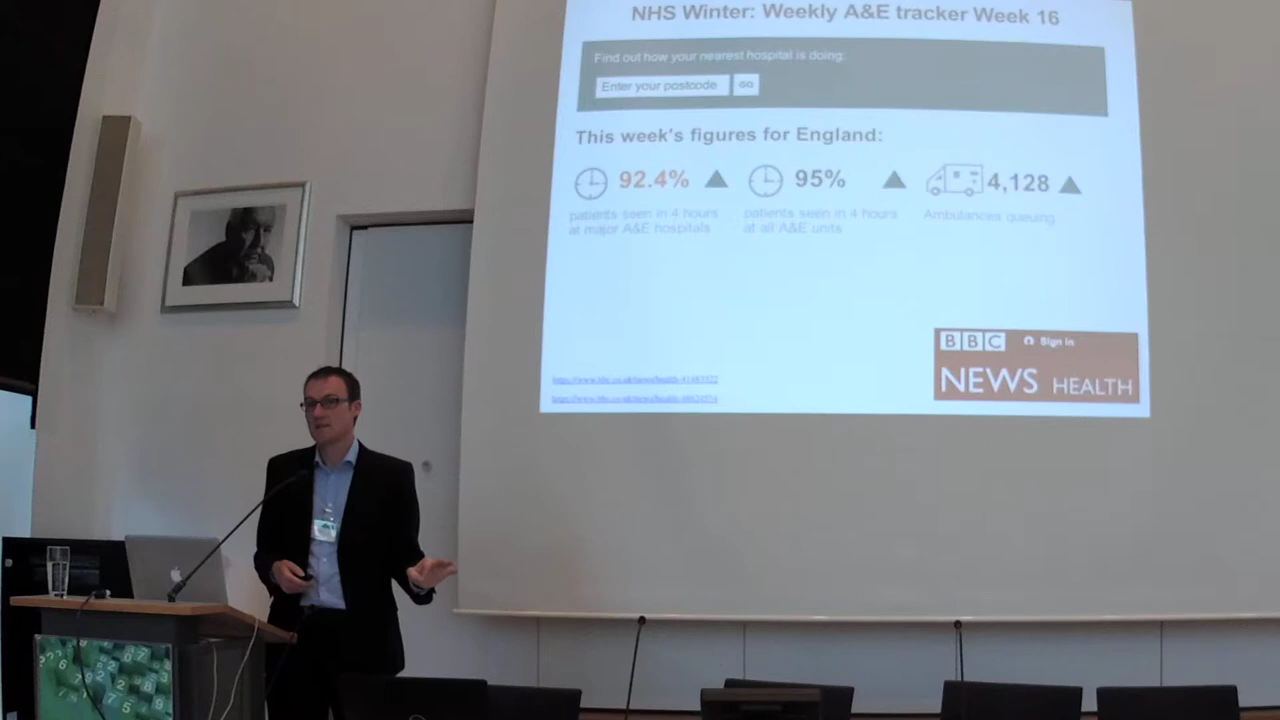 NHS Winter: Weekly A&E tracker Week 16
Find out how your nearest hospital is doing:
Enter your postcode GO
This week's figures for England:
92.4% 95% 4,128
patients seen in 4 hours patients seen in 4 hours Ambulances queuing
at major A&E hospitals at all A&E units
BBC Sign in
NEWS HEALTH